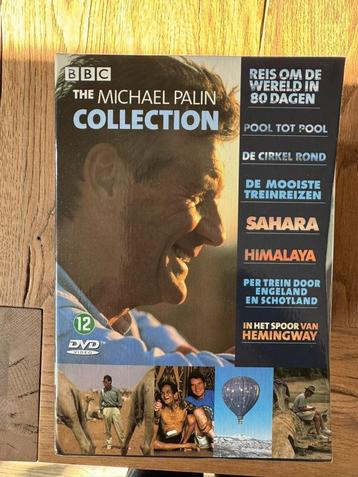 BBC
THE MICHAEL PALIN
COLLECTION
REIS OM DE
WERELD IN
80 DAGEN
POOL TOT POOL
DE CIRKEL ROND
DE MOOISTE
TREINREIZEN
SAHARA
HIMALAYA
PER TREIN DOOR
ENGELAND
EN SCHOTLAND
IN HET SPOOR VAN
HEMINGWAY
12
DVD
VIDEO